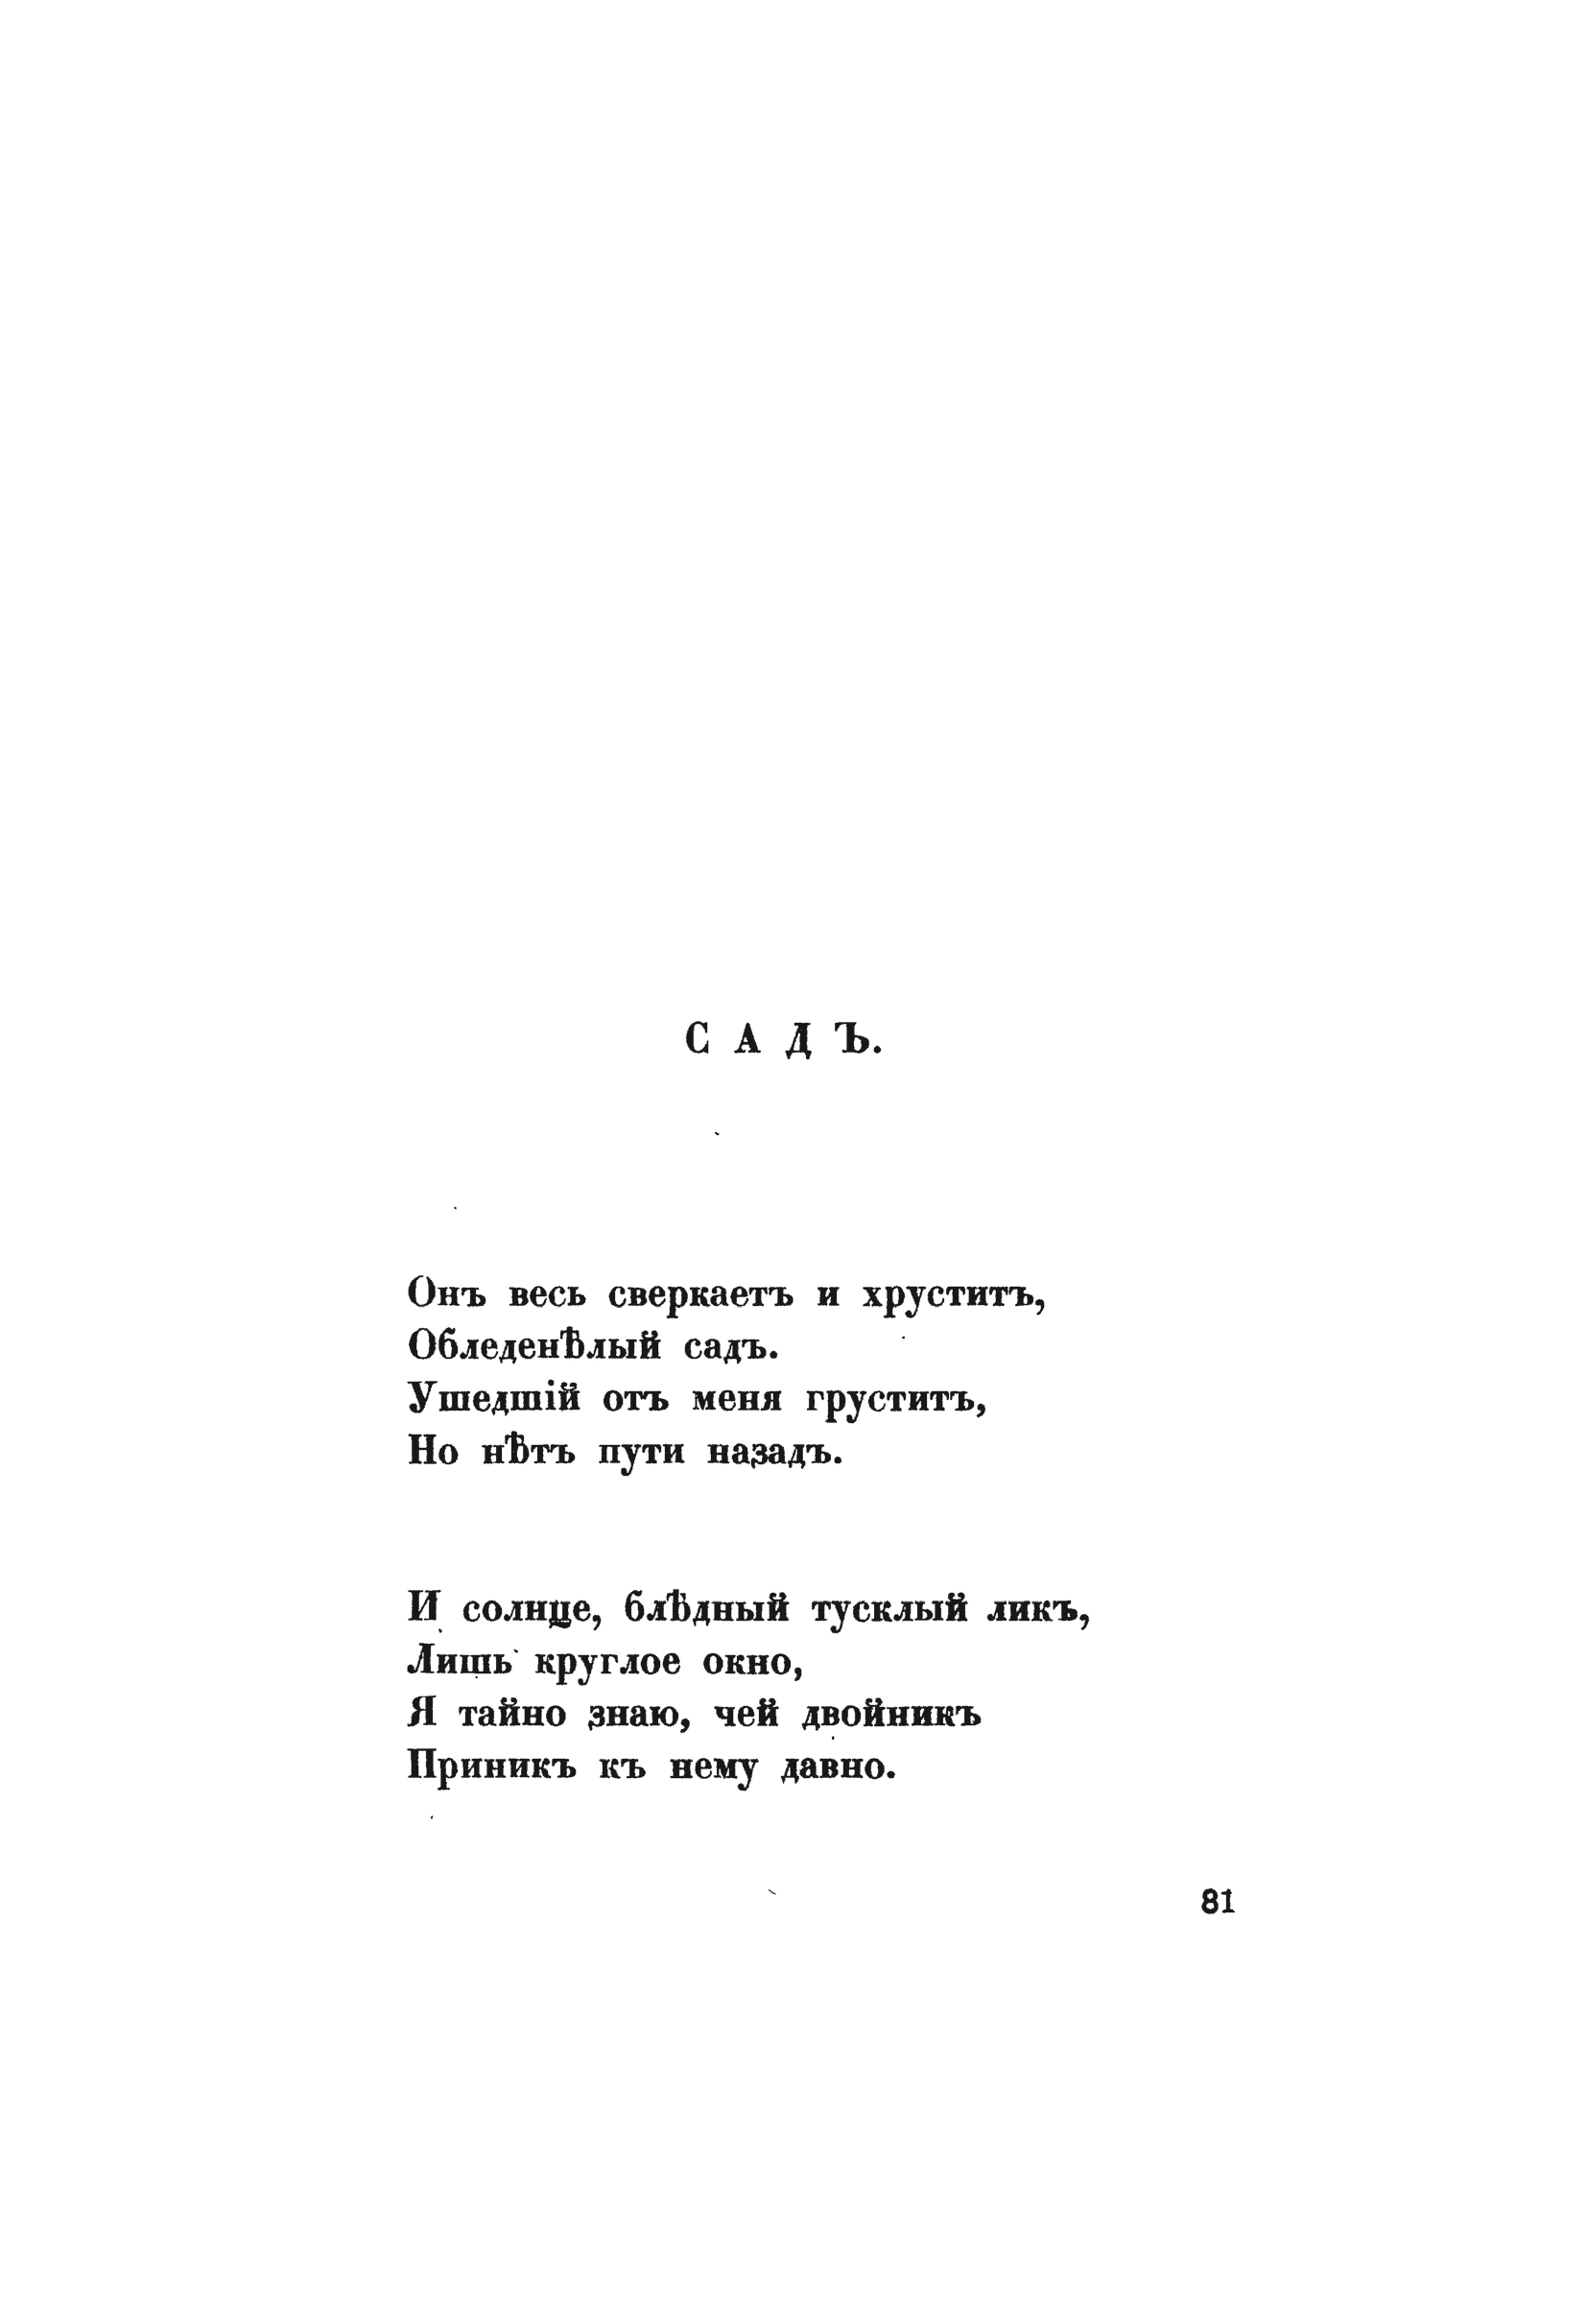 САДЪ.
Онъ весь сверкаетъ и хруститъ,
Обледенѣлый садъ.
Ушедшій отъ меня груститъ,
Но нѣтъ пути назадъ.
И солнце, блѣдный тусклый ликъ,
Лишь круглое окно,
Я тайно знаю, чей двойникъ
Приникъ къ нему давно.
81